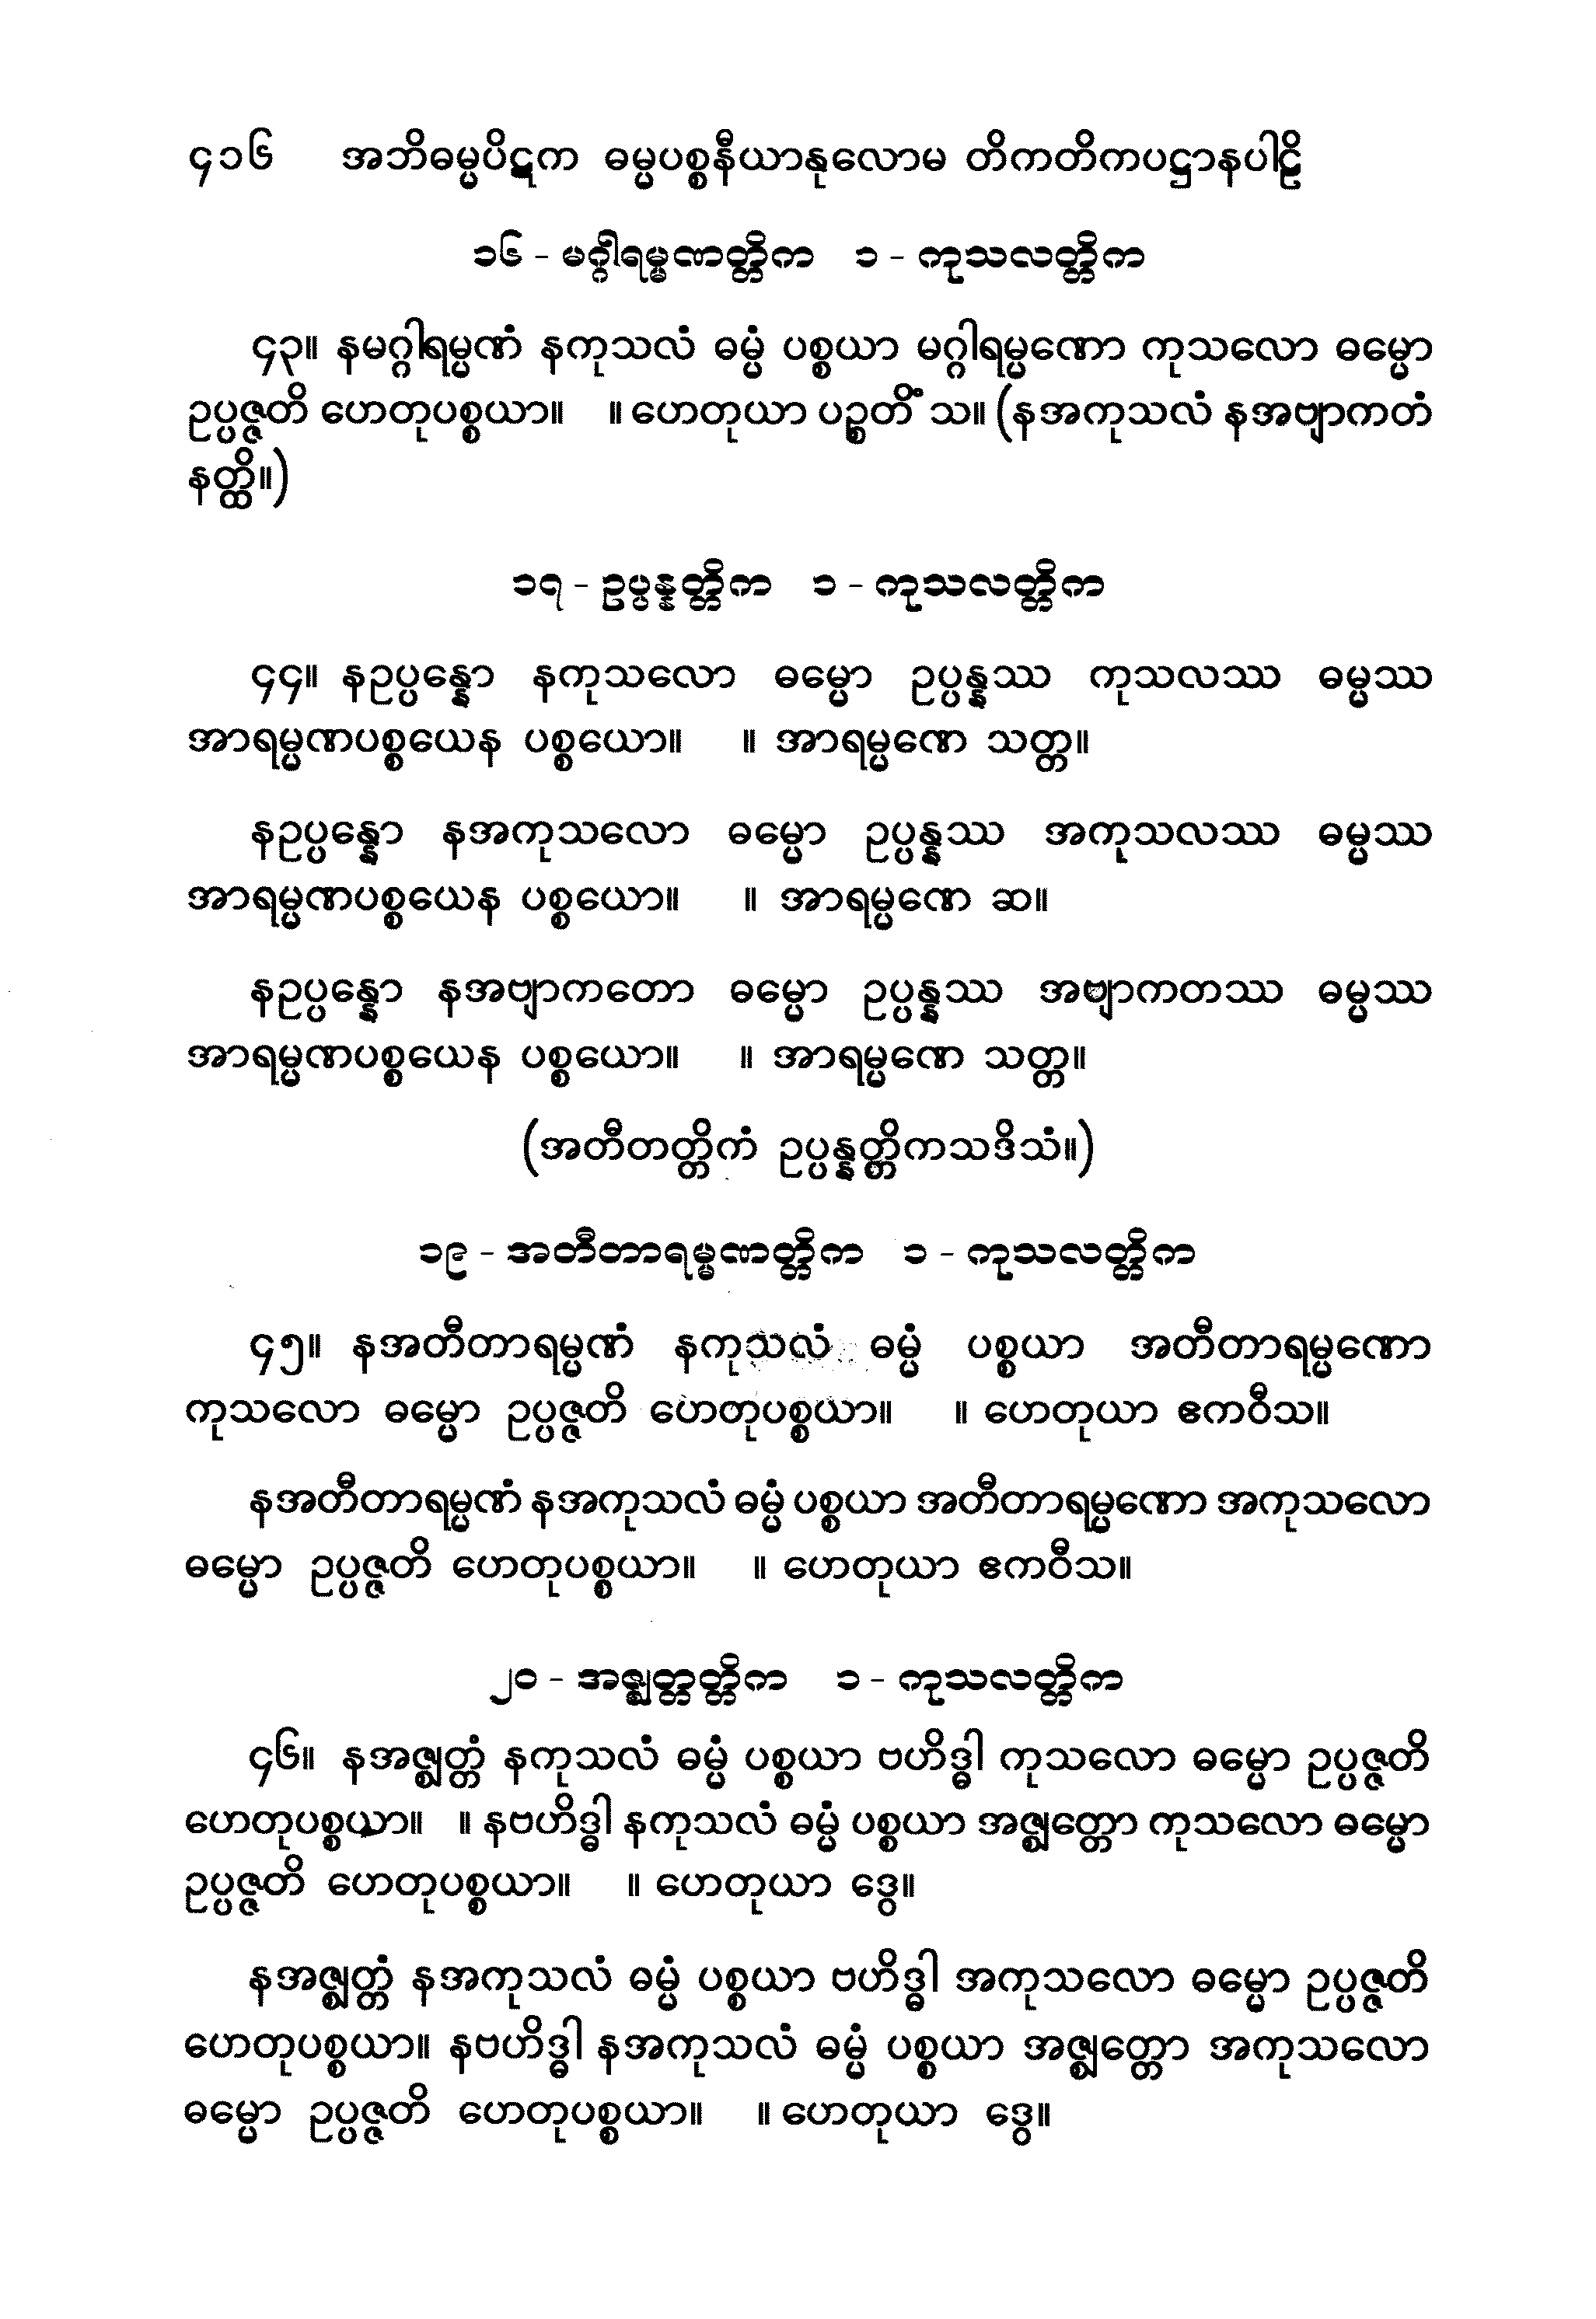 ၄၁၆ အဘိဓမ္မပိဋက ဓမ္မပစ္စနီယာနုလောမ တိကတိကပဋ္ဌာနပါဠိ
၁၆ - မဂ္ဂါရမ္မဏတ္တိက ၁ - ကုသလတ္တိက
၄၃။ နမဂ္ဂါရမ္မဏံ နကုသလံ ဓမ္မံ ပစ္စယာ မဂ္ဂါရမ္မဏော ကုသလော ဓမ္မော
ဥပ္ပဇ္ဇတိ ဟေတုပစ္စယာ။ ။ ဟေတုယာ ပဉ္စတိံသ။ (နအကုသလံ နအဗျာကတံ
နတ္ထိ။)
၁၇ - ဥပ္ပန္နတ္တိက ၁ - ကုသလတ္တိက
၄၄။ နဥပ္ပန္နော နကုသလော ဓမ္မော ဥပ္ပန္နဿ ကုသလဿ ဓမ္မဿ
အာရမ္မဏပစ္စယေန ပစ္စယော။ ။ အာရမ္မဏေ သတ္တ။
နဥပ္ပန္နော နအကုသလော ဓမ္မော ဥပ္ပန္နဿ အကုသလဿ ဓမ္မဿ
အာရမ္မဏပစ္စယေန ပစ္စယော။ ။ အာရမ္မဏေ ဆ။
နဥပ္ပန္နော နအဗျာကတော ဓမ္မော ဥပ္ပန္နဿ အဗျာကတဿ ဓမ္မဿ
အာရမ္မဏပစ္စယေန ပစ္စယော။ ။ အာရမ္မဏေ သတ္တ။
(အတီတတ္တိကံ ဥပ္ပန္နတ္တိကသဒိသံ။)
၁၉ - အတီတာရမ္မဏတ္တိက ၁ - ကုသလတ္တိက
၄၅။ နအတီတာရမ္မဏံ နကုသလံ ဓမ္မံ ပစ္စယာ အတီတာရမ္မဏော
ကုသလော ဓမ္မော ဥပ္ပဇ္ဇတိ ဟေတုပစ္စယာ။ ။ ဟေတုယာ ဧကဝီသ။
နအတီတာရမ္မဏံ နအကုသလံ ဓမ္မံ ပစ္စယာ အတီတာရမ္မဏော အကုသလော
ဓမ္မော ဥပ္ပဇ္ဇတိ ဟေတုပစ္စယာ။ ။ ဟေတုယာ ဧကဝီသ။
၂၀ - အဇ္ဈတ္တတ္တိက ၁ - ကုသလတ္တိက
၄၆။ နအဇ္ဈတ္တံ နကုသလံ ဓမ္မံ ပစ္စယာ ဗဟိဒ္ဓါ ကုသလော ဓမ္မော ဥပ္ပဇ္ဇတိ
ဟေတုပစ္စယာ။ ။ နဗဟိဒ္ဓါ နကုသလံ ဓမ္မံ ပစ္စယာ အဇ္ဈတ္တော ကုသလော ဓမ္မော
ဥပ္ပဇ္ဇတိ ဟေတုပစ္စယာ။ ။ ဟေတုယာ ဒွေ။
နအဇ္ဈတ္တံ နအကုသလံ ဓမ္မံ ပစ္စယာ ဗဟိဒ္ဓါ အကုသလော ဓမ္မော ဥပ္ပဇ္ဇတိ
ဟေတုပစ္စယာ။ နဗဟိဒ္ဓါ နအကုသလံ ဓမ္မံ ပစ္စယာ အဇ္ဈတ္တော အကုသလော
ဓမ္မော ဥပ္ပဇ္ဇတိ ဟေတုပစ္စယာ။ ။ ဟေတုယာ ဒွေ။